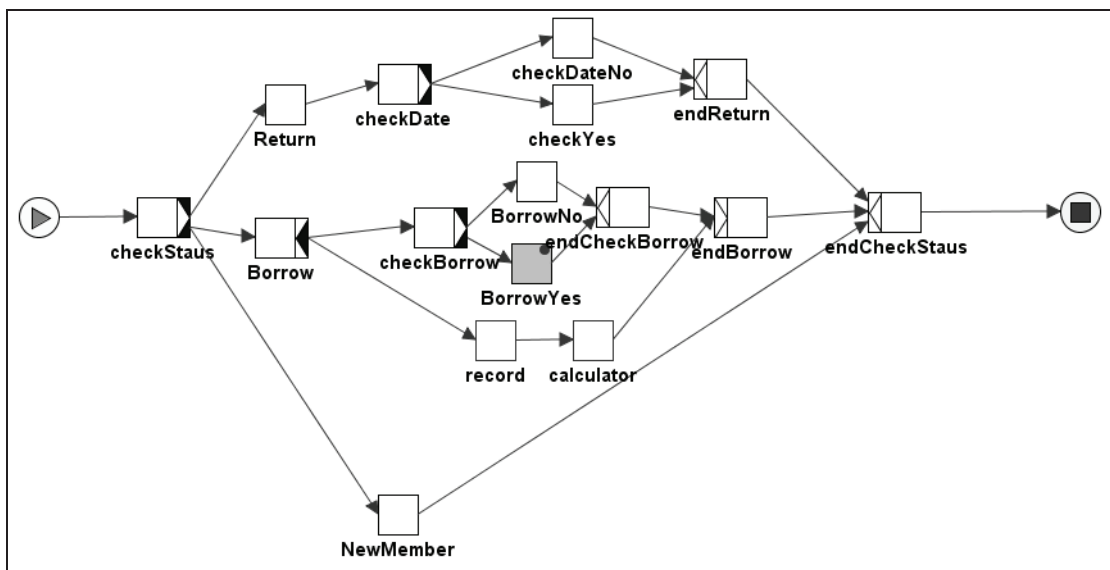 checkDateNo
checkDate
endReturn
Return
checkYes
BorrowNo
checkStaus
Borrow
checkBorrow
endCheckBorrow
endBorrow
endCheckStaus
BorrowYes
record
calculator
NewMember